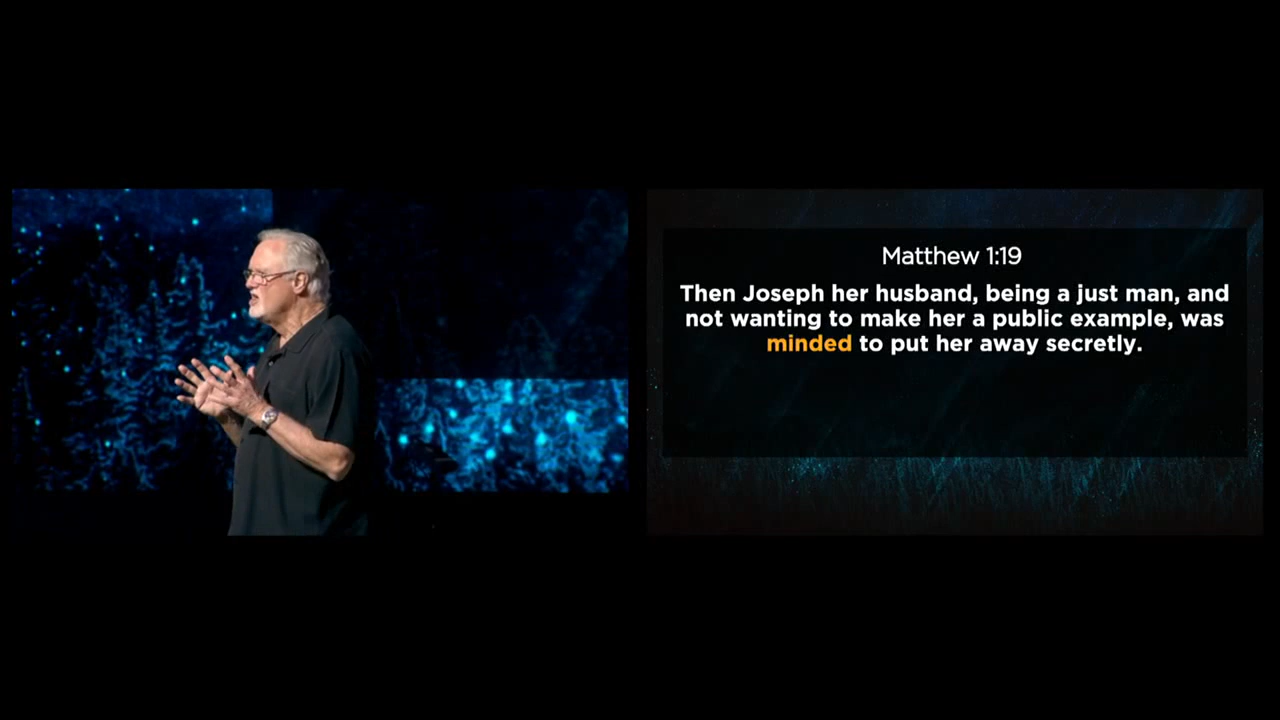 Matthew 1:19
Then Joseph her husband, being a just man, and
not wanting to make her a public example, was
minded to put her away secretly.